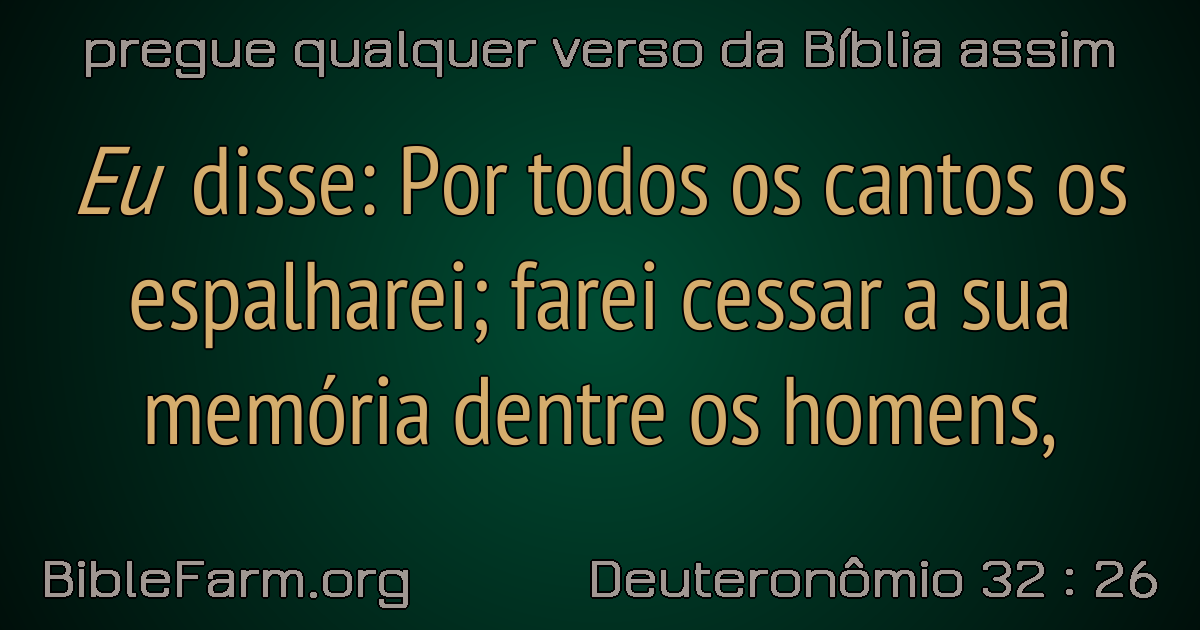 pregue qualquer verso da Bíblia assim
Eu disse: Por todos os cantos os
espalharei; farei cessar a sua
memória dentre os homens,
BibleFarm.org
Deuteronômio 32 : 26